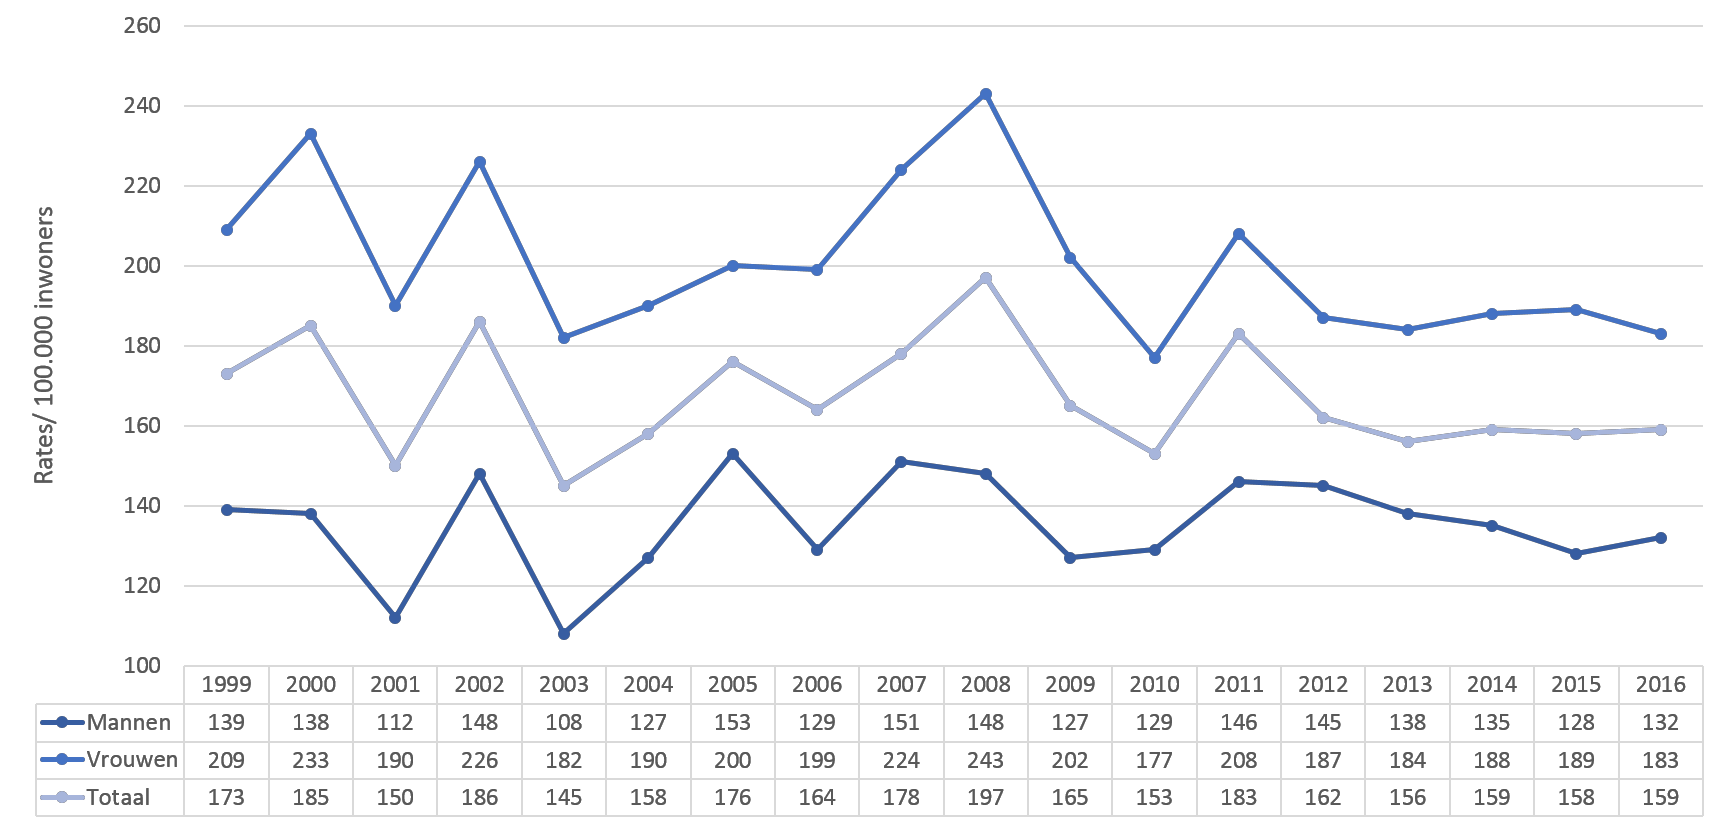 260
240
220
200
180
160
140
120
100
Rates/ 100.000 inwoners
1999 2000 2001 2002 2003 2004 2005 2006 2007 2008 2009 2010 2011 2012 2013 2014 2015 2016
Mannen 139 138 112 148 108 127 153 129 151 148 127 129 146 145 138 135 128 132
Vrouwen 209 233 190 226 182 190 200 199 224 243 202 177 208 187 184 188 189 183
Totaal 173 185 150 186 145 158 176 164 178 197 165 153 183 162 156 159 158 159